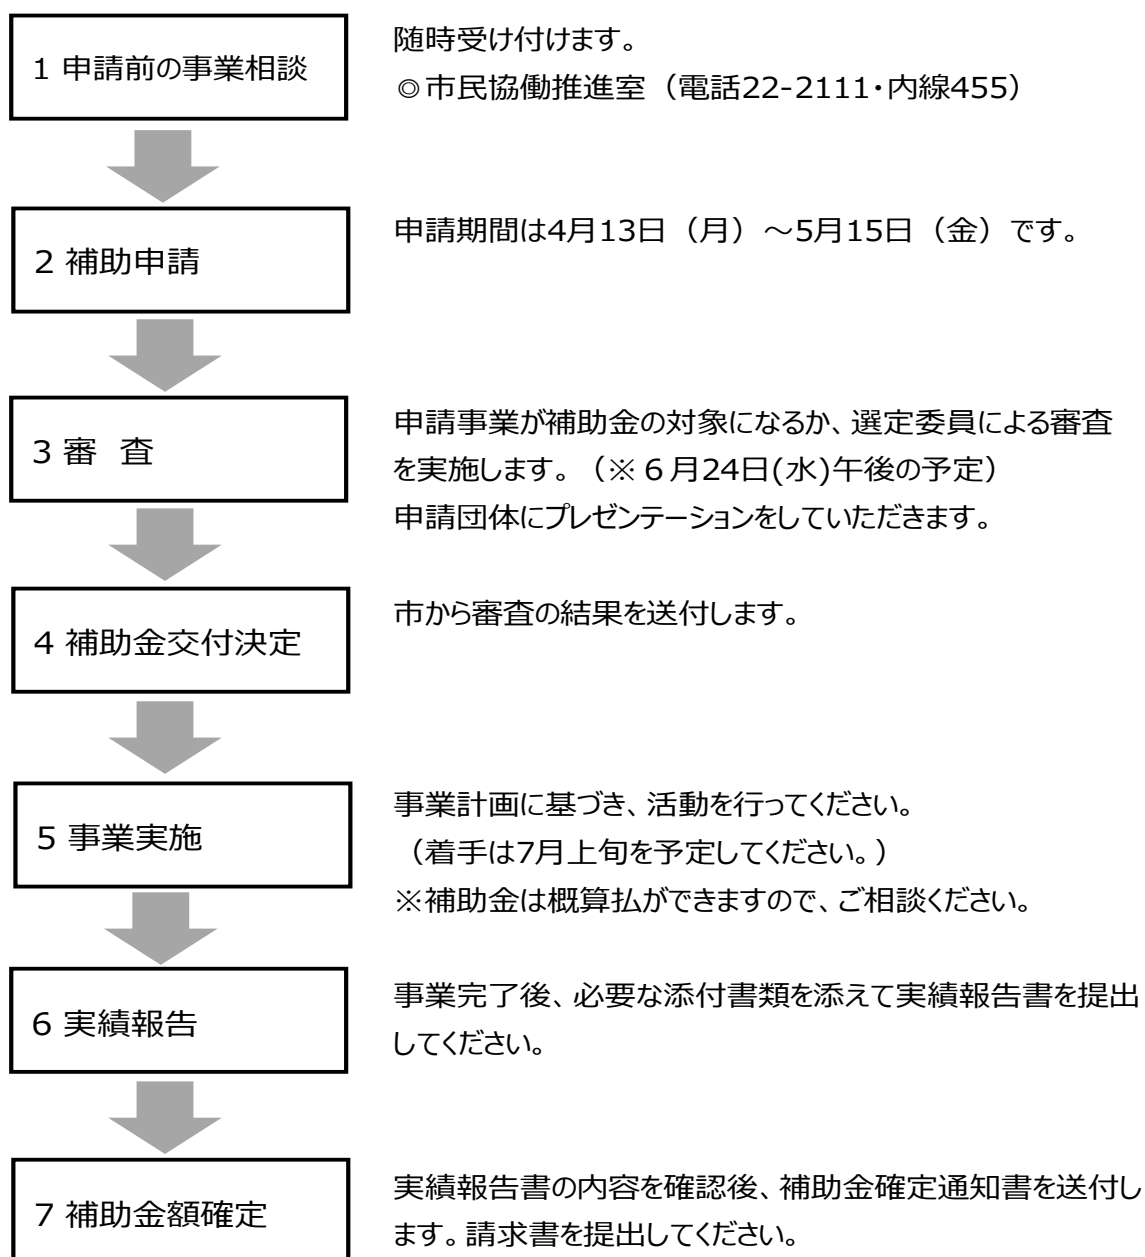 1 申請前の事業相談
随時受け付けます。
◎市民協働推進室（電話22-2111・内線455）
2 補助申請
申請期間は4月13日（月）～5月15日（金）です。
3 審　査
申請事業が補助金の対象になるか、選定委員による審査
を実施します。（※６月24日(水)午後の予定）
申請団体にプレゼンテーションをしていただきます。
4 補助金交付決定
市から審査の結果を送付します。
5 事業実施
事業計画に基づき、活動を行ってください。
（着手は7月上旬を予定してください。）
※補助金は概算払ができますので、ご相談ください。
6 実績報告
事業完了後、必要な添付書類を添えて実績報告書を提出
してください。
7 補助金額確定
実績報告書の内容を確認後、補助金確定通知書を送付し
ます。請求書を提出してください。